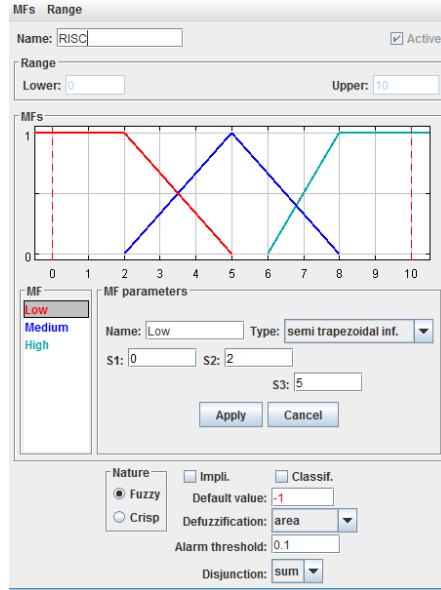 MFs Range
Name: RISC Active
Range
Lower: 0 Upper: 10
MFs
1
0
0 1 2 3 4 5 6 7 8 9 10
MF
Low
Medium
High
MF parameters
Name: Low Type: semi trapezoidal inf.
S1: 0 S2: 2
S3: 5
Apply Cancel
Nature
Fuzzy
Crisp
Impli. Classif.
Default value: -1
Defuzzification: area
Alarm threshold: 0.1
Disjunction: sum